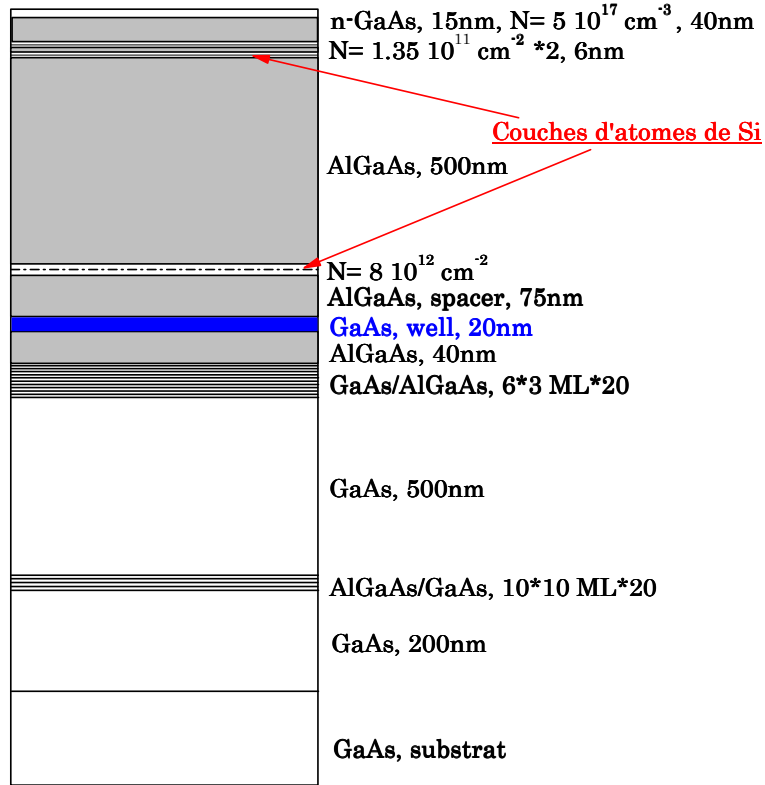 n-GaAs, 15nm, N= 5 10¹⁷ cm⁻³, 40nm
N= 1.35 10¹¹ cm⁻² *2, 6nm
Couches d'atomes de Si
AlGaAs, 500nm
N= 8 10¹² cm⁻²
AlGaAs, spacer, 75nm
GaAs, well, 20nm
AlGaAs, 40nm
GaAs/AlGaAs, 6*3 ML*20
GaAs, 500nm
AlGaAs/GaAs, 10*10 ML*20
GaAs, 200nm
GaAs, substrat